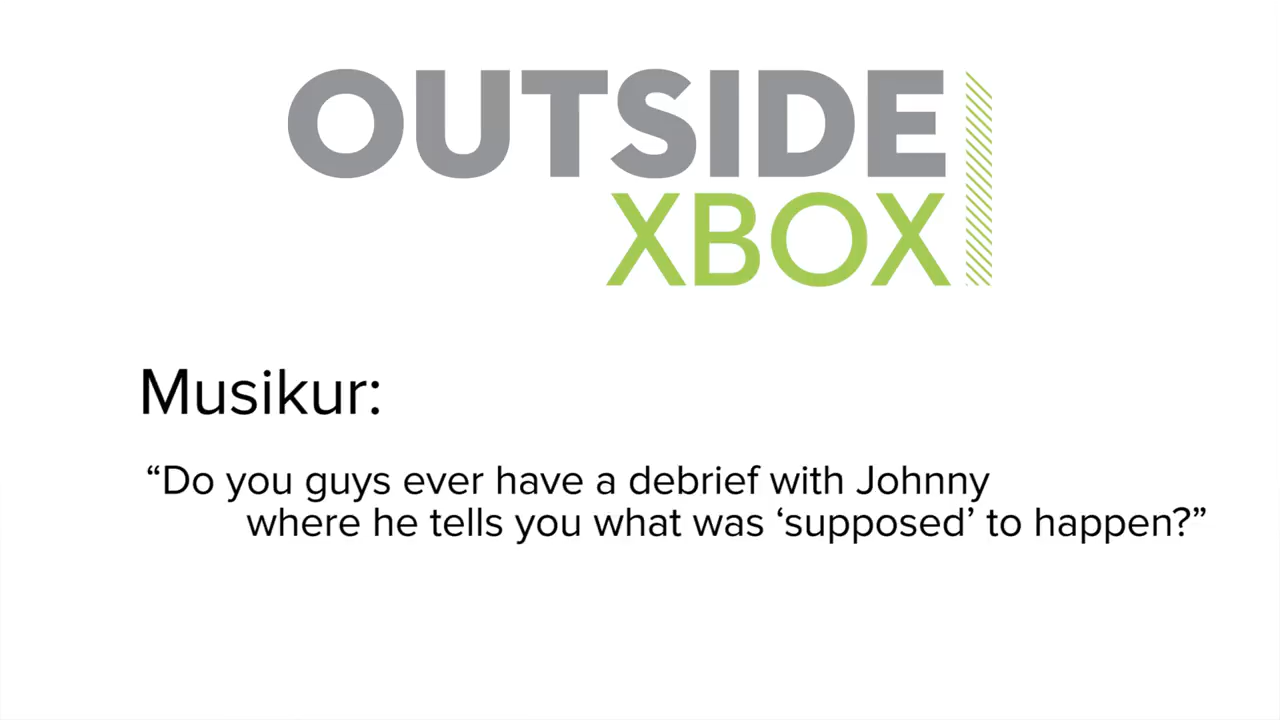 OUTSIDE
XBOX
Musikur:
“Do you guys ever have a debrief with Johnny
where he tells you what was ‘supposed’ to happen?”